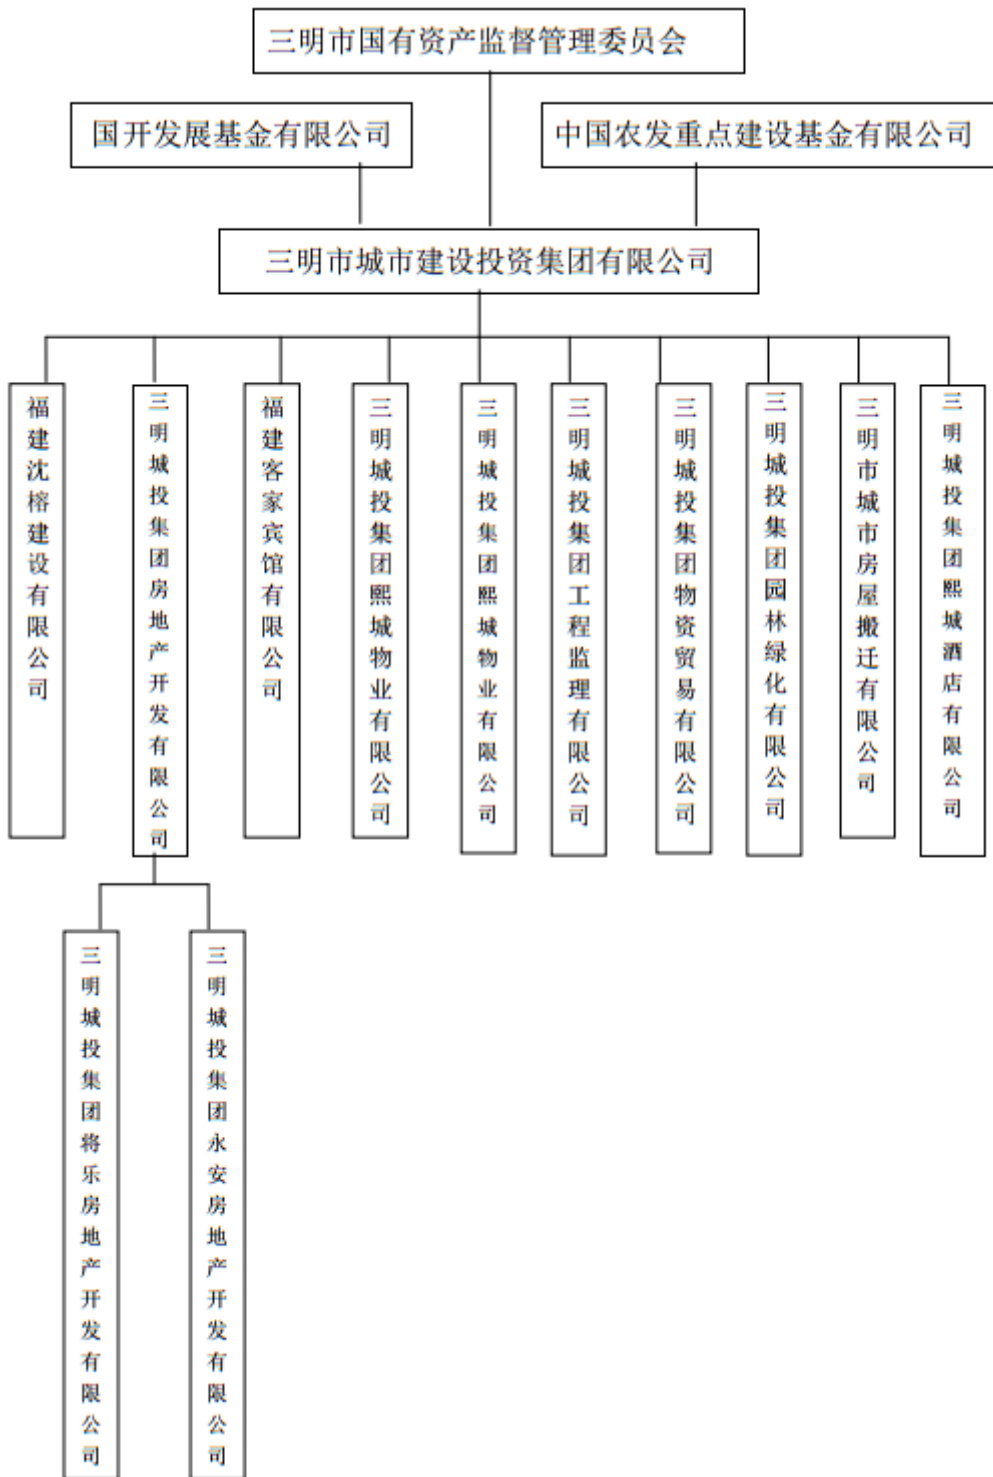 三明市国有资产监督管理委员会
国开发展基金有限公司
中国农发重点建设基金有限公司
三明市城市建设投资集团有限公司
福建沈榕建设有限公司
三明城投集团房地产开发有限公司
福建客家宾馆有限公司
三明城投集团熙城物业有限公司
三明城投集团熙城物业有限公司
三明城投集团工程监理有限公司
三明城投集团物资贸易有限公司
三明城投集团园林绿化有限公司
三明市城市房屋搬迁有限公司
三明城投集团熙城酒店有限公司
三明城投集团将乐房地产开发有限公司
三明城投集团永安房地产开发有限公司